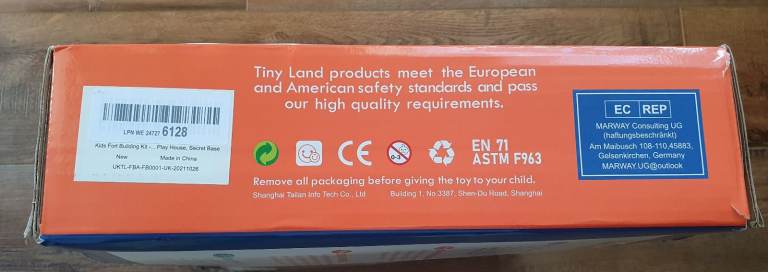 LPN WE 24727 6128
Kids Fort Building Kit -... Play House, Secret Base
New Made in China
UKTL-FBA-FB0001-UK-20211026
Tiny Land products meet the European
and American safety standards and pass
our high quality requirements.
CE
0-3
EN 71
ASTM F963
Remove all packaging before giving the toy to your child.
Shanghai Tailan Info Tech Co., Ltd Building 1, No.3387, Shen-Du Road, Shanghai
EC REP
MARWAY Consulting UG
(haftungsbeschränkt)
Am Maibusch 108-110,45883,
Gelsenkirchen, Germany
MARWAY.UG@outlook